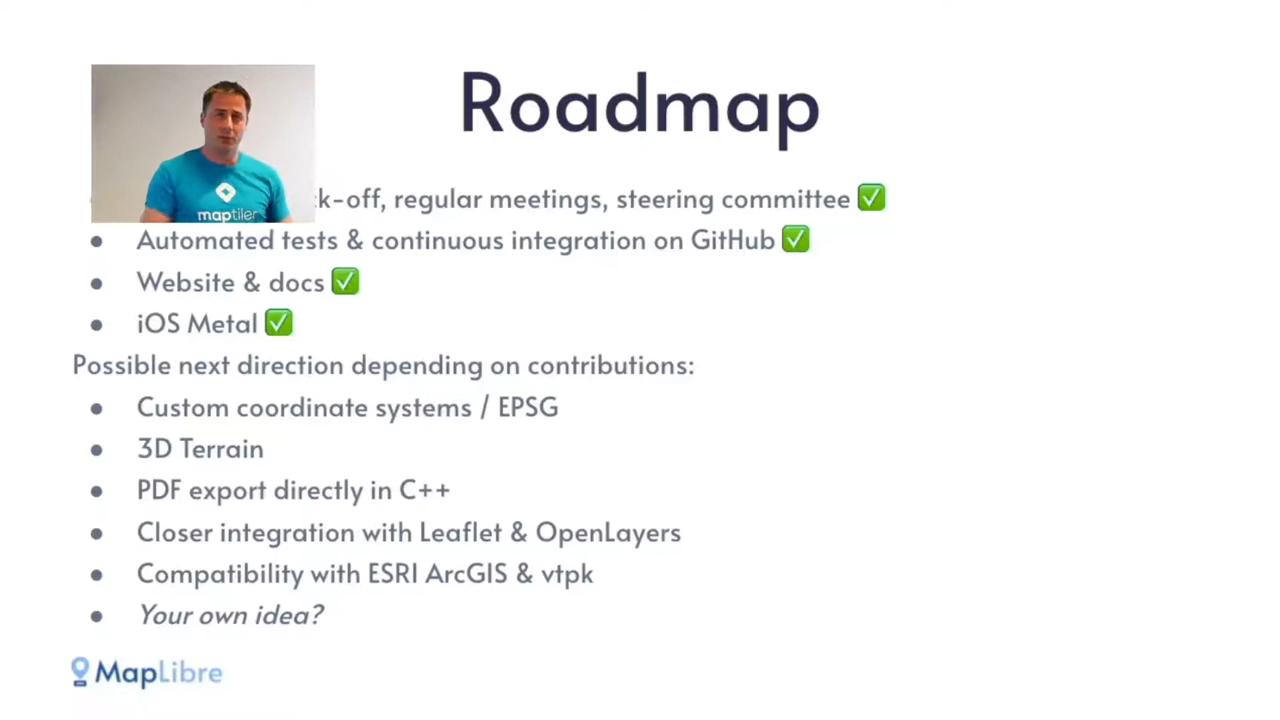 Roadmap
ck-off, regular meetings, steering committee ✅
● Automated tests & continuous integration on GitHub ✅
● Website & docs ✅
● iOS Metal ✅
Possible next direction depending on contributions:
● Custom coordinate systems / EPSG
● 3D Terrain
● PDF export directly in C++
● Closer integration with Leaflet & OpenLayers
● Compatibility with ESRI ArcGIS & vtpk
● Your own idea?
maptiler
MapLibre